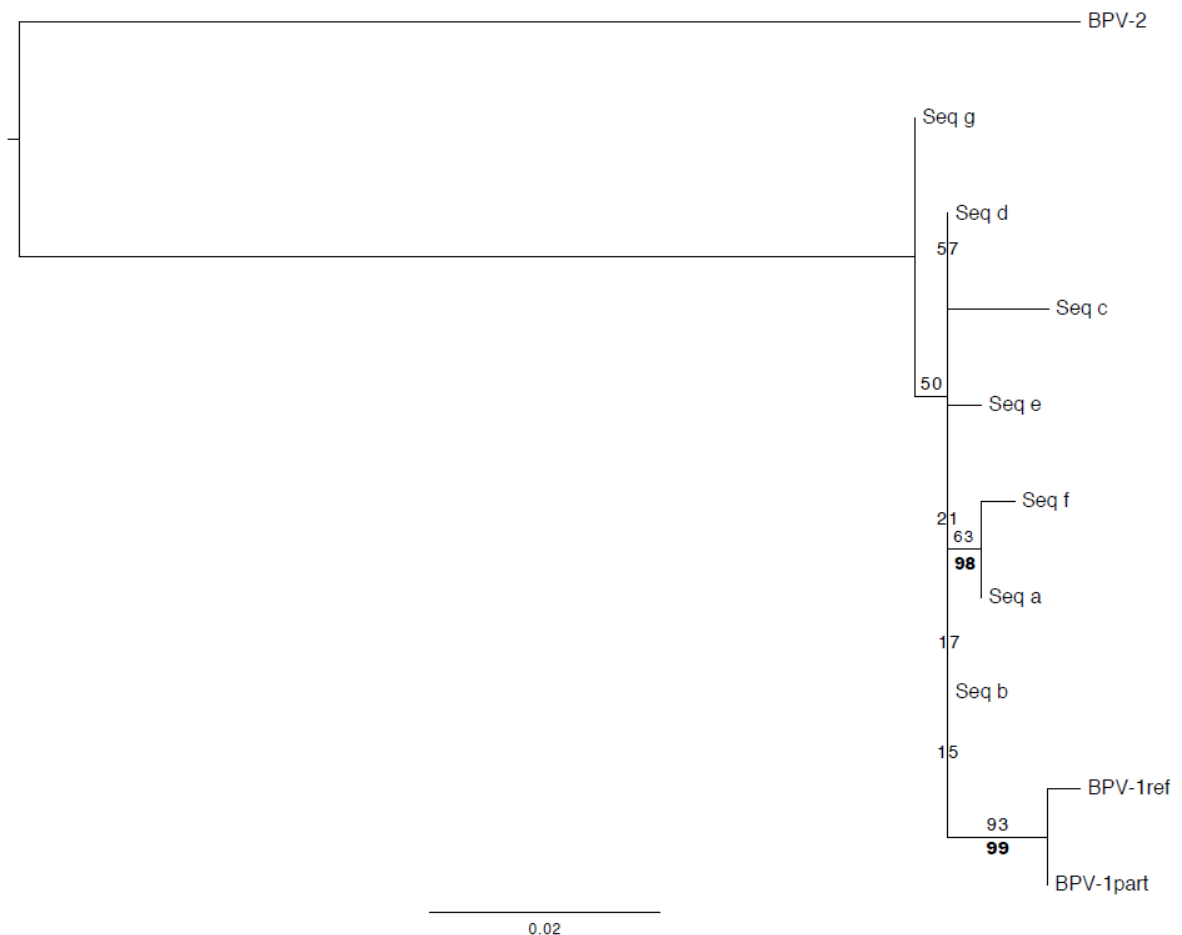 BPV-2
Seq g
Seq d
57
Seq c
50
Seq e
Seq f
21
63
98
Seq a
17
Seq b
15
BPV-1ref
93
99
BPV-1part
0.02